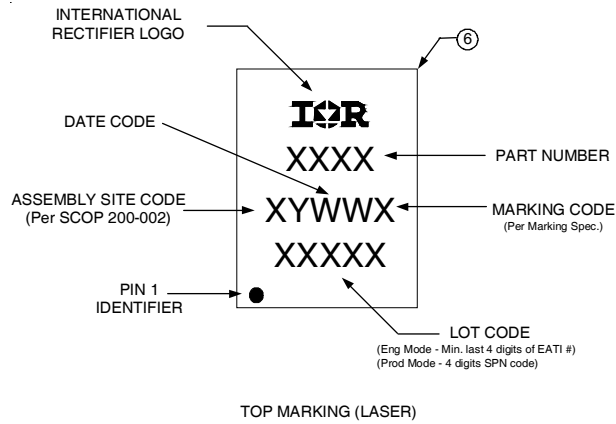 INTERNATIONAL
RECTIFIER LOGO
6
IOR
DATE CODE
XXXX
PART NUMBER
ASSEMBLY SITE CODE
(Per SCOP 200-002)
XYWWX
MARKING CODE
(Per Marking Spec.)
XXXXX
PIN 1
IDENTIFIER
LOT CODE
(Eng Mode - Min. last 4 digits of EATI #)
(Prod Mode - 4 digits SPN code)
TOP MARKING (LASER)